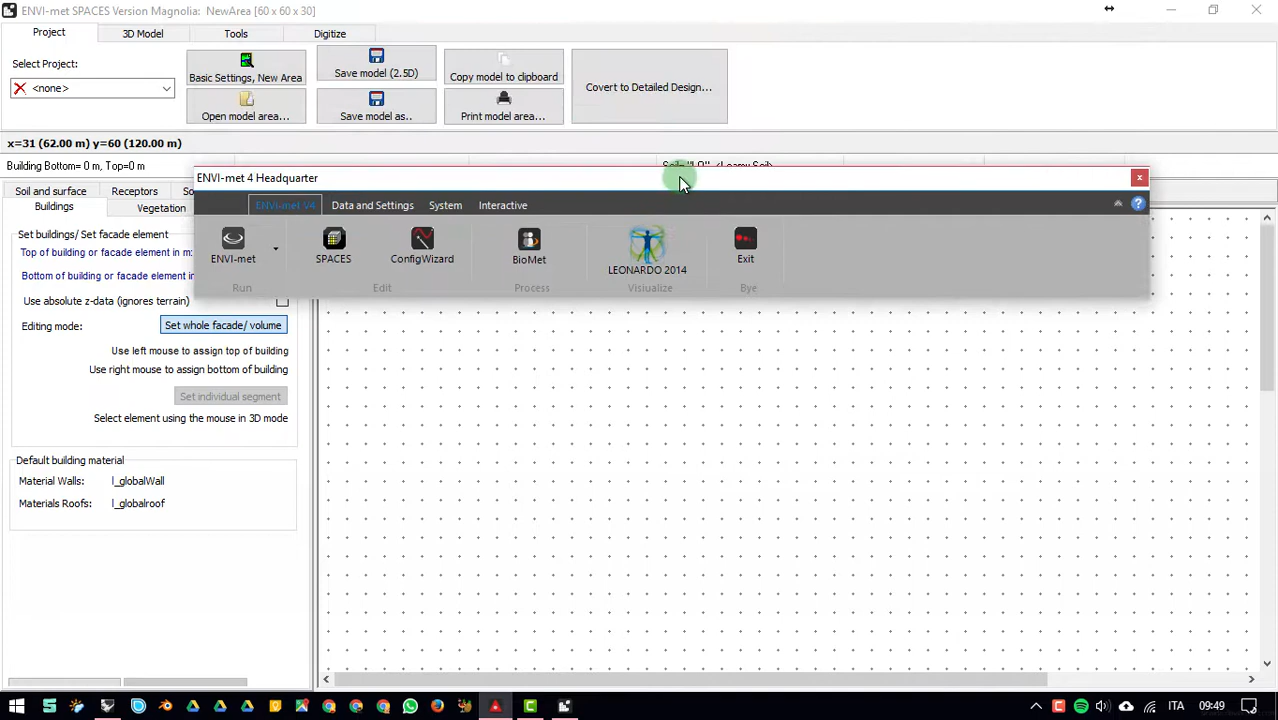 ENVI-met SPACES Version Magnolia: NewArea [60 x 60 x 30]
Project 3D Model Tools Digitize
Select Project:
<none>
Basic Settings, New Area
Open model area...
Save model (2.5D)
Save model as..
Copy model to clipboard
Print model area...
Covert to Detailed Design...
x=31 (62.00 m) y=60 (120.00 m)
Building Bottom= 0 m, Top=0 m
ENVI-met 4 Headquarter
ENVI-met V4 Data and Settings System Interactive
ENVI-met SPACES ConfigWizard BioMet LEONARDO 2014 Exit
Run Edit Process Visiualize Bye
Soil and surface Receptors
Buildings Vegetation
Set buildings/ Set facade element
Top of building or facade element in m:
Bottom of building or facade element in
Use absolute z-data (ignores terrain)
Editing mode: Set whole facade/ volume
Use left mouse to assign top of building
Use right mouse to assign bottom of building
Set individual segment
Select element using the mouse in 3D mode
Default building material
Material Walls: l_globalWall
Materials Roofs: l_globalroof
ITA 09:49